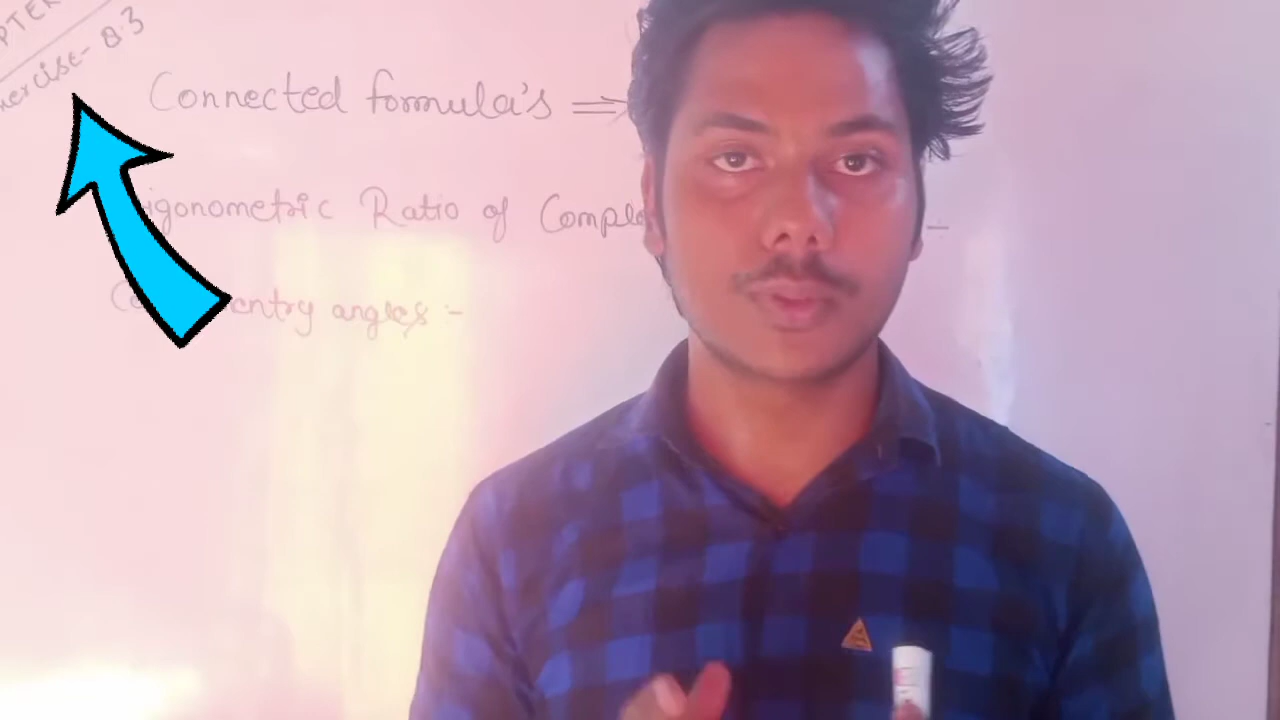 PTER
ercise- 8.3
Connected formula's ⇒
igonometric Ratio of Comple
entry angles :-